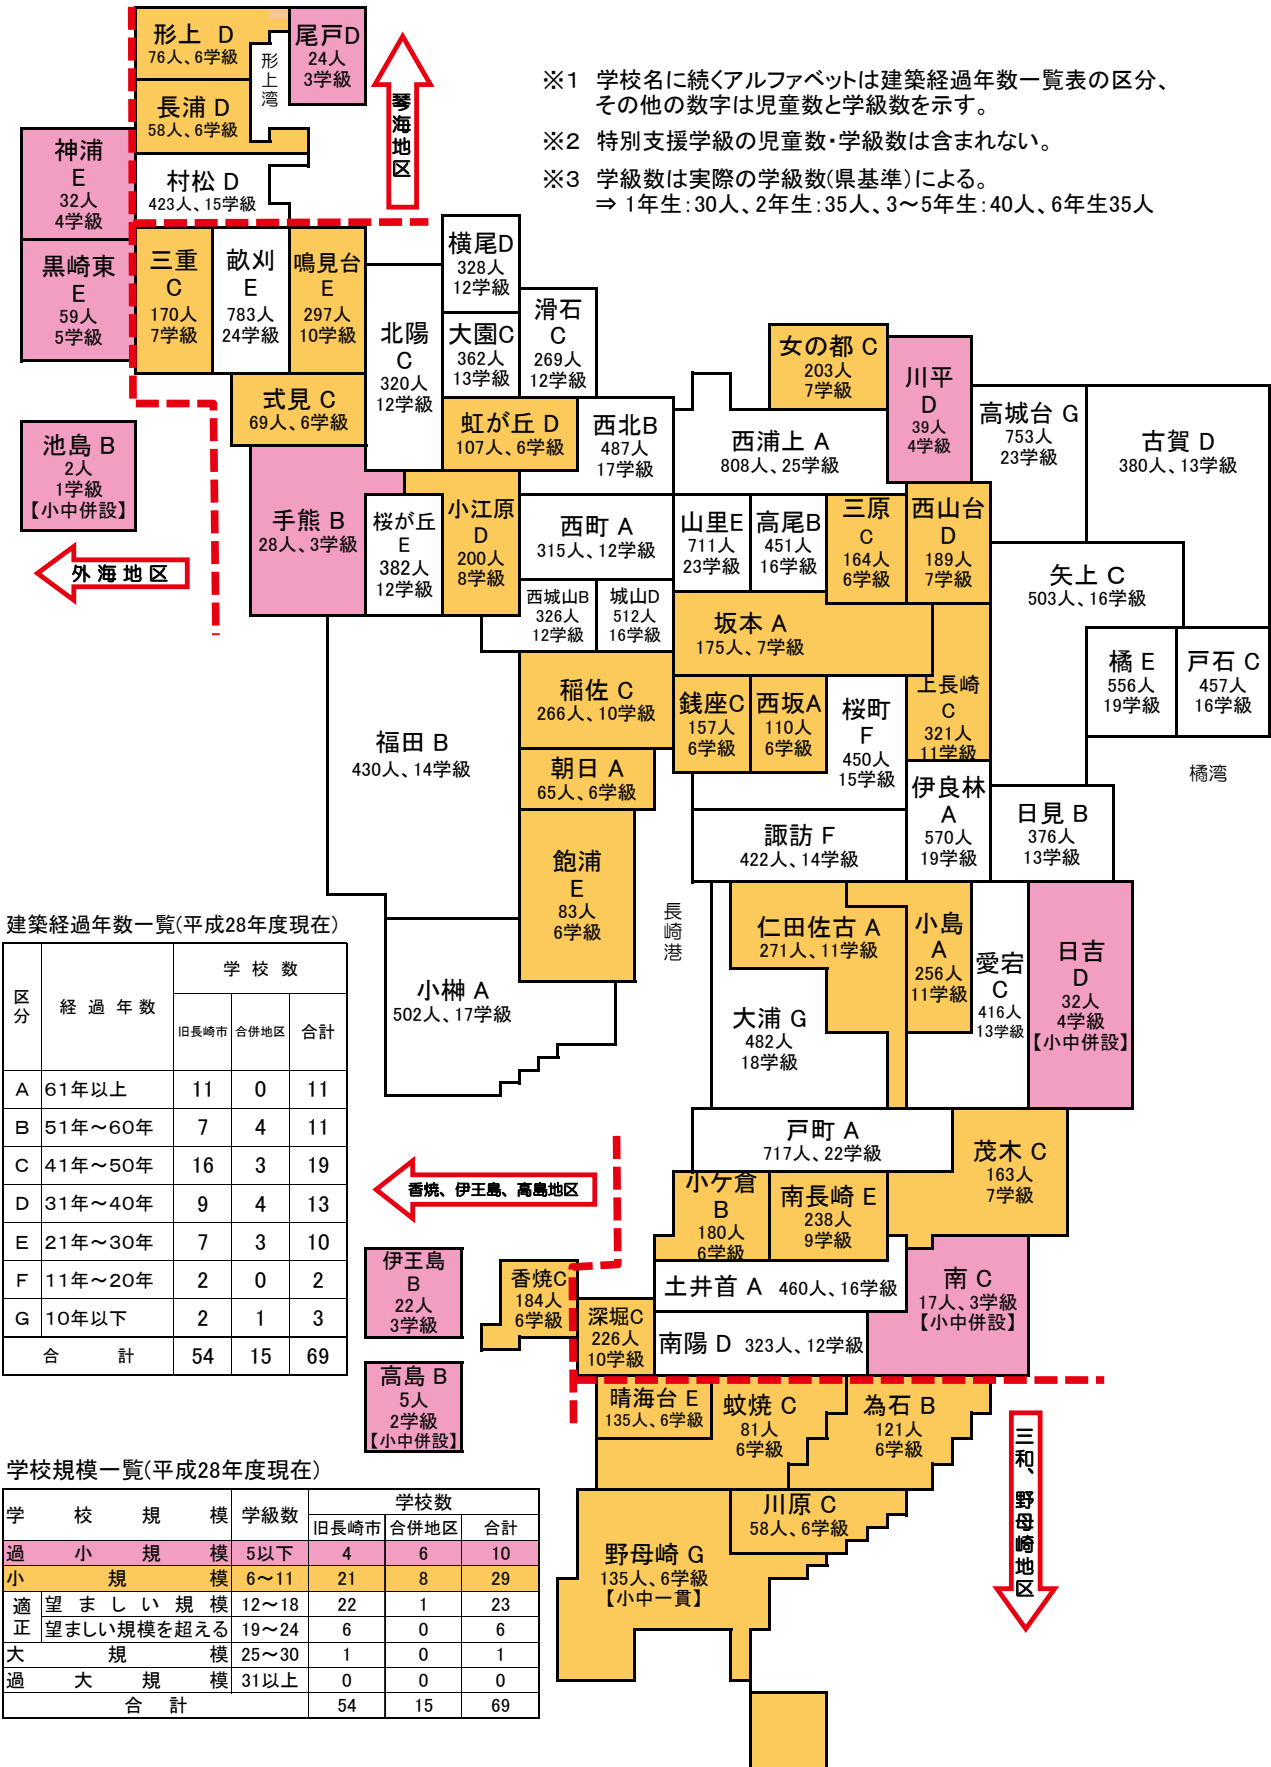 ※1 学校名に続くアルファベットは建築経過年数一覧表の区分、
その他の数字は児童数と学級数を示す。
※2 特別支援学級の児童数・学級数は含まれない。
※3 学級数は実際の学級数(県基準)による。
⇒ 1年生:30人、2年生:35人、3～5年生:40人、6年生35人
形上 D
76人、6学級
形上湾
尾戸D
24人
3学級
長浦 D
58人、6学級
琴海地区
神浦
E
32人
4学級
村松 D
423人、15学級
黒崎東
E
59人
5学級
三重
C
170人
7学級
畝刈
E
783人
24学級
鳴見台
E
297人
10学級
北陽
C
320人
12学級
横尾D
328人
12学級
大園C
362人
13学級
滑石
C
269人
12学級
式見 C
69人、6学級
虹が丘 D
107人、6学級
西北B
487人
17学級
西浦上 A
808人、25学級
女の都 C
203人
7学級
川平
D
39人
4学級
高城台 G
753人
23学級
古賀 D
380人、13学級
池島 B
2人
1学級
【小中併設】
外海地区
手熊 B
28人、3学級
桜が丘
E
382人
12学級
小江原
D
200人
8学級
西町 A
315人、12学級
山里E
711人
23学級
高尾B
451人
16学級
三原
C
164人
6学級
西山台
D
189人
7学級
矢上 C
503人、16学級
西城山B
326人
12学級
城山D
512人
16学級
坂本 A
175人、7学級
橘 E
556人
19学級
戸石 C
457人
16学級
橘湾
福田 B
430人、14学級
稲佐 C
266人、10学級
銭座C
157人
6学級
西坂A
110人
6学級
桜町
F
450人
15学級
上長崎
C
321人
11学級
朝日 A
65人、6学級
諏訪 F
422人、14学級
伊良林
A
570人
19学級
日見 B
376人
13学級
飽浦
E
83人
6学級
長崎港
仁田佐古 A
271人、11学級
小島
A
256人
11学級
愛宕
C
416人
13学級
日吉
D
32人
4学級
【小中併設】
小榊 A
502人、17学級
大浦 G
482人
18学級
戸町 A
717人、22学級
茂木 C
163人
7学級
香焼、伊王島、高島地区
小ケ倉
B
180人
6学級
南長崎 E
238人
9学級
伊王島
B
22人
3学級
香焼C
184人
6学級
土井首 A 460人、16学級
南 C
17人、3学級
【小中併設】
深堀C
226人
10学級
南陽 D 323人、12学級
高島 B
5人
2学級
【小中併設】
晴海台 E
135人、6学級
蚊焼 C
81人
6学級
為石 B
121人
6学級
三和、野母崎地区
川原 C
58人、6学級
野母崎 G
135人、6学級
【小中一貫】
建築経過年数一覧(平成28年度現在)
区分 経過年数 学校数
旧長崎市 合併地区 合計
A 61年以上 11 0 11
B 51年～60年 7 4 11
C 41年～50年 16 3 19
D 31年～40年 9 4 13
E 21年～30年 7 3 10
F 11年～20年 2 0 2
G 10年以下 2 1 3
合計 54 15 69
学校規模一覧(平成28年度現在)
学校規模 学級数 学校数
旧長崎市 合併地区 合計
過小規模 5以下 4 6 10
小規模 6～11 21 8 29
適正 望ましい規模 12～18 22 1 23
望ましい規模を超える 19～24 6 0 6
大規模 25～30 1 0 1
過大規模 31以上 0 0 0
合計 54 15 69